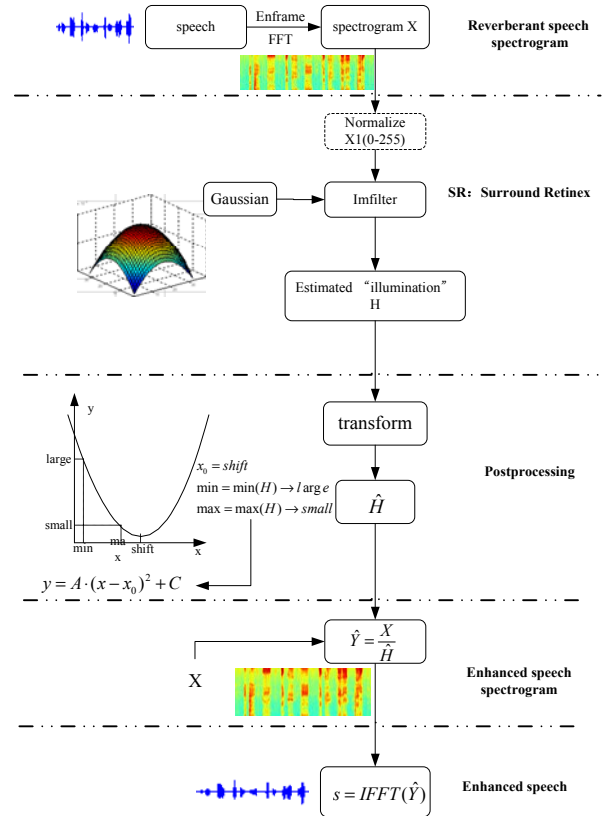 speech
Enframe
FFT
spectrogram X
Reverberant speech
spectrogram
Normalize
X1(0-255)
SR: Surround Retinex
Gaussian
Imfilter
Estimated “illumination”
H
transform
y
large
small
min
ma
x
shift
x
x₀ = shift
min = min(H) → large
max = max(H) → small
Postprocessing
Ĥ
y = A·(x − x₀)² + C
X
Ŷ = X / Ĥ
Enhanced speech
spectrogram
s = IFFT(Ŷ)
Enhanced speech